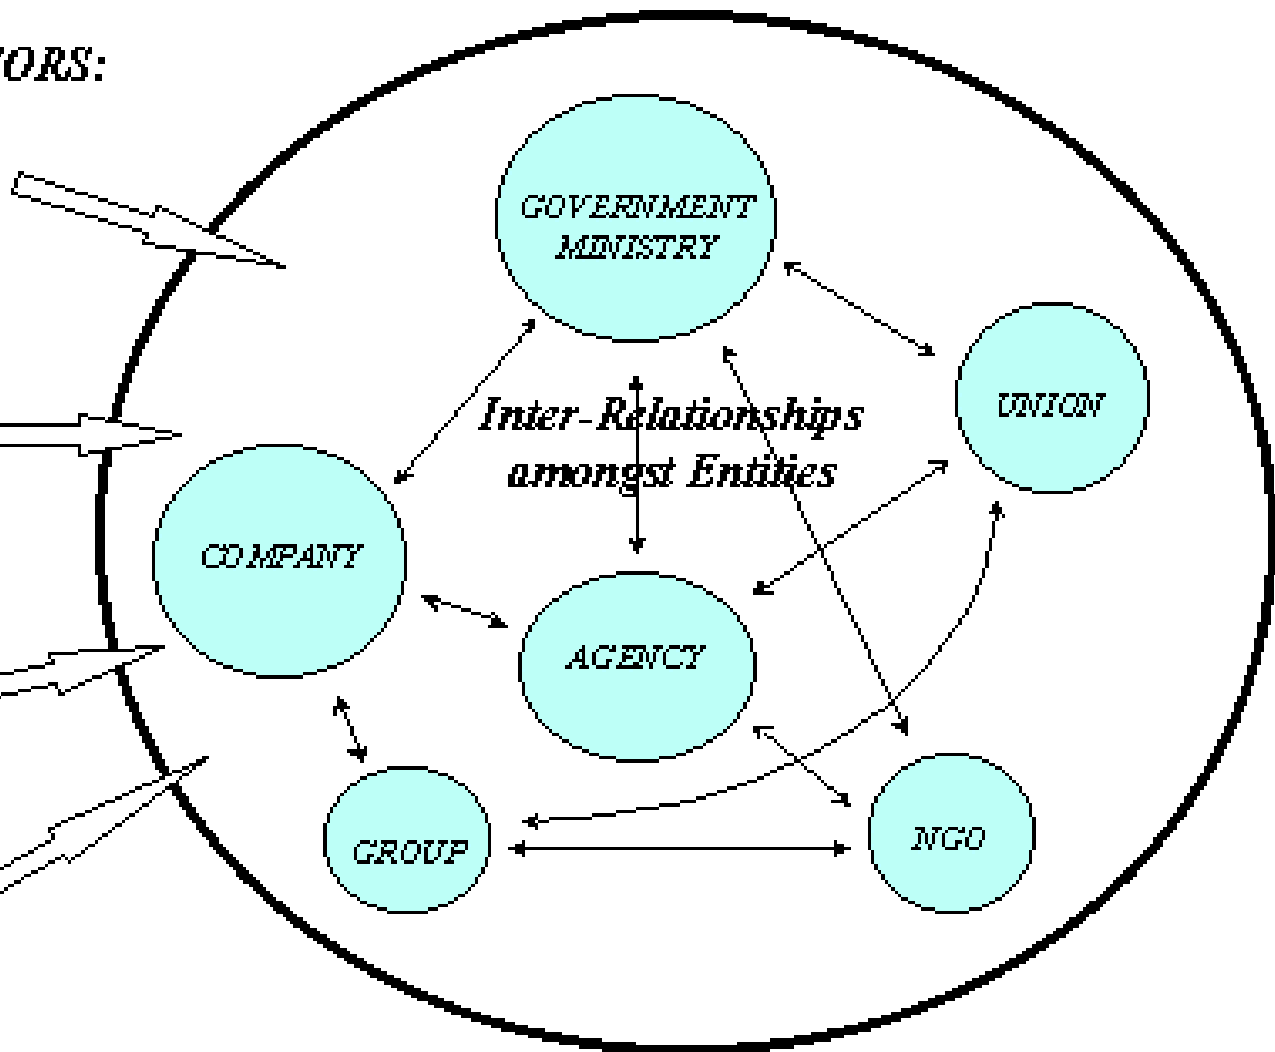 ORS:
GOVERNMENT
MINISTRY
UNION
Inter-Relationships
amongst Entities
COMPANY
AGENCY
GROUP
NGO